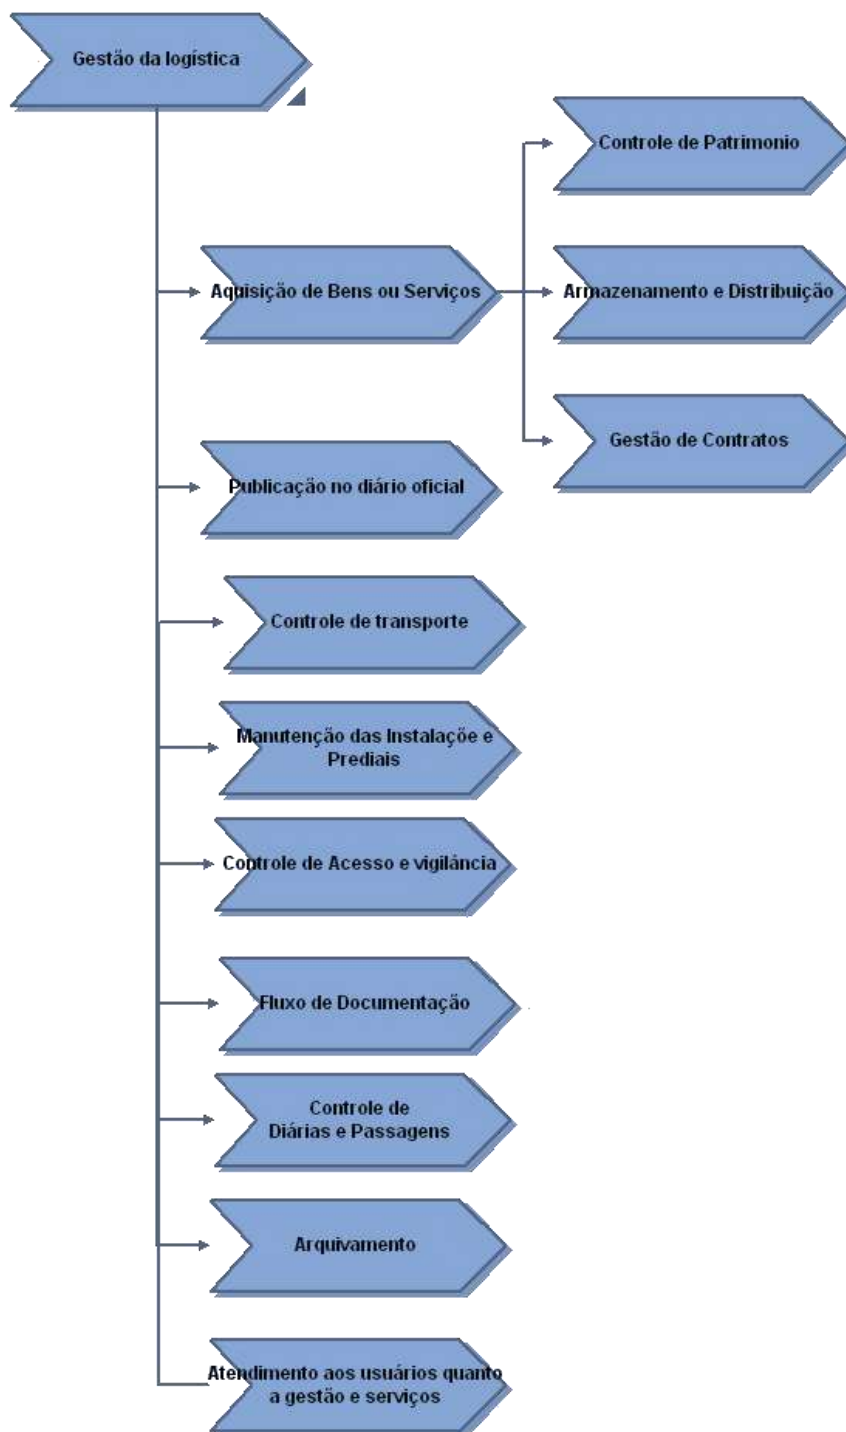 Gestão da logística
Controle de Patrimonio
Aquisição de Bens ou Serviços
Armazenamento e Distribuição
Gestão de Contratos
Publicação no diário oficial
Controle de transporte
Manutenção das Instalaçõe e
Prediais
Controle de Acesso e vigilância
Fluxo de Documentação
Controle de
Diárias e Passagens
Arquivamento
Atendimento aos usuários quanto
a gestão e serviços